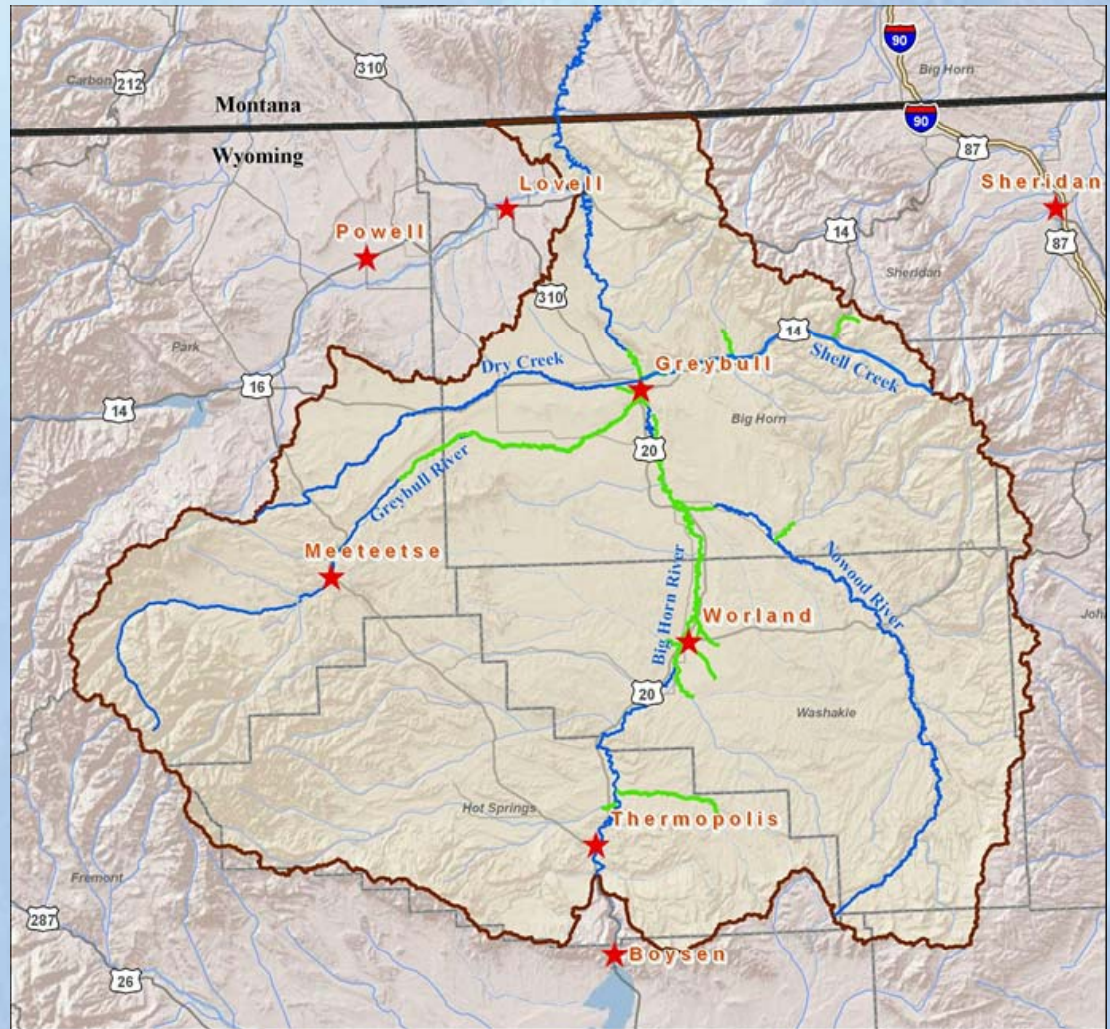 90
310
Carbon
212
Big Horn
Montana
90
Wyoming
87
Lovell
Sheridan
Powell
14
87
Sheridan
310
14
Park
Dry Creek
Shell Creek
Greybull
16
14
Big Horn
20
Greybull River
Meeteetse
Nowood River
Big Horn River
Worland
20
Washakie
Hot Springs
Thermopolis
Fremont
287
Boysen
26